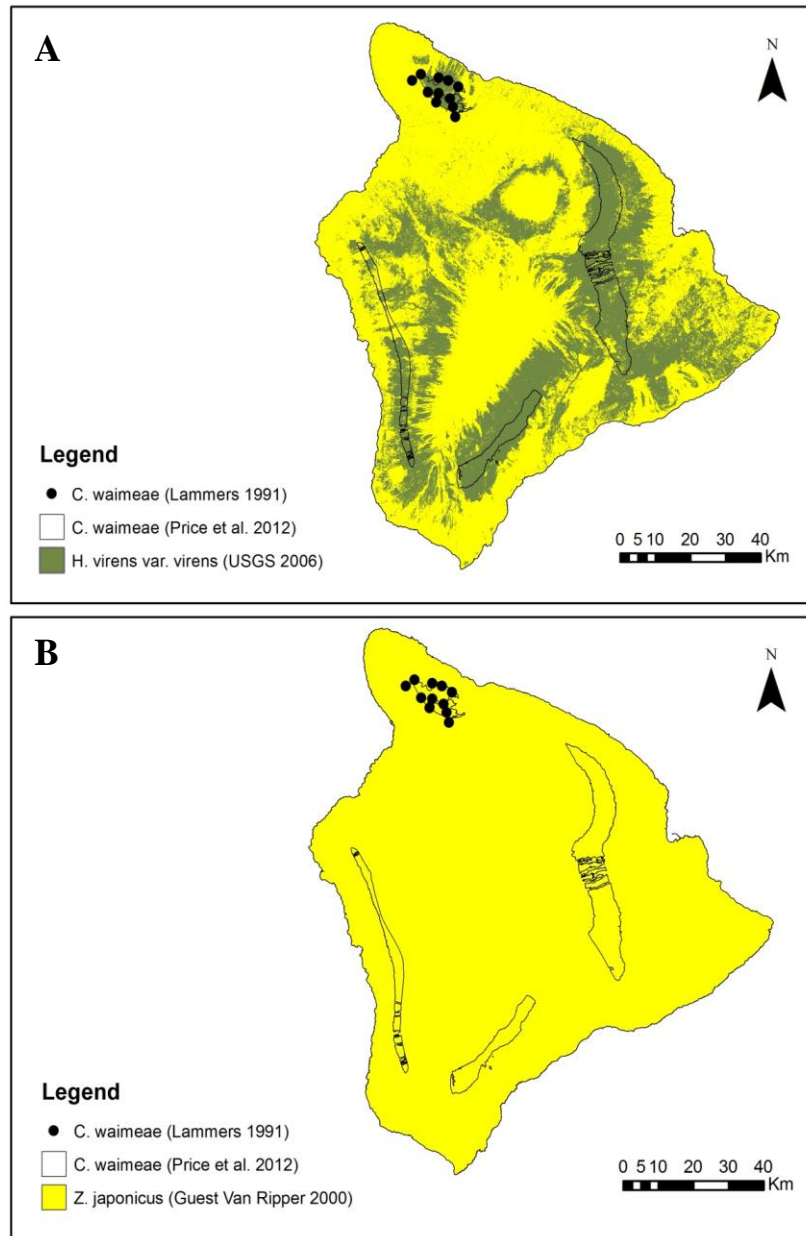 A
N
Legend
C. waimeae (Lammers 1991)
C. waimeae (Price et al. 2012)
H. virens var. virens (USGS 2006)
0 5 10 20 30 40
Km
B
N
Legend
C. waimeae (Lammers 1991)
C. waimeae (Price et al. 2012)
Z. japonicus (Guest Van Ripper 2000)
0 5 10 20 30 40
Km